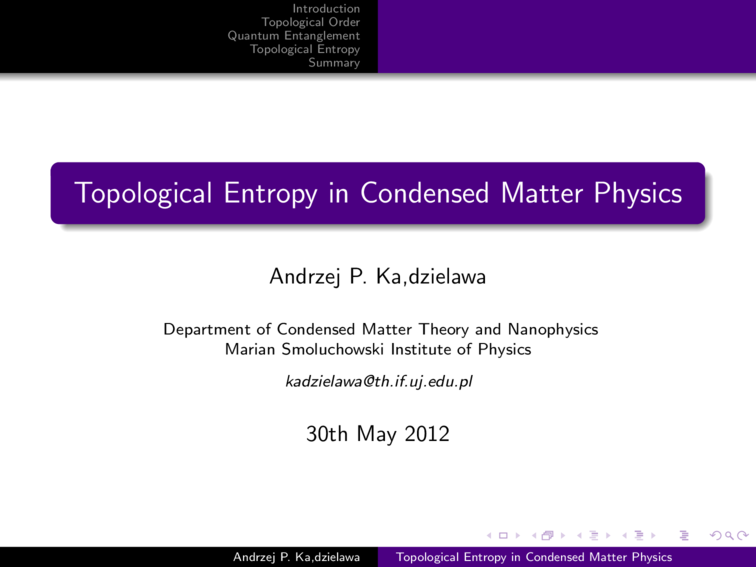 Introduction
Topological Order
Quantum Entanglement
Topological Entropy
Summary
Topological Entropy in Condensed Matter Physics
Andrzej P. Ka,dzielawa
Department of Condensed Matter Theory and Nanophysics
Marian Smoluchowski Institute of Physics
kadzielawa@th.if.uj.edu.pl
30th May 2012
Andrzej P. Ka,dzielawa
Topological Entropy in Condensed Matter Physics